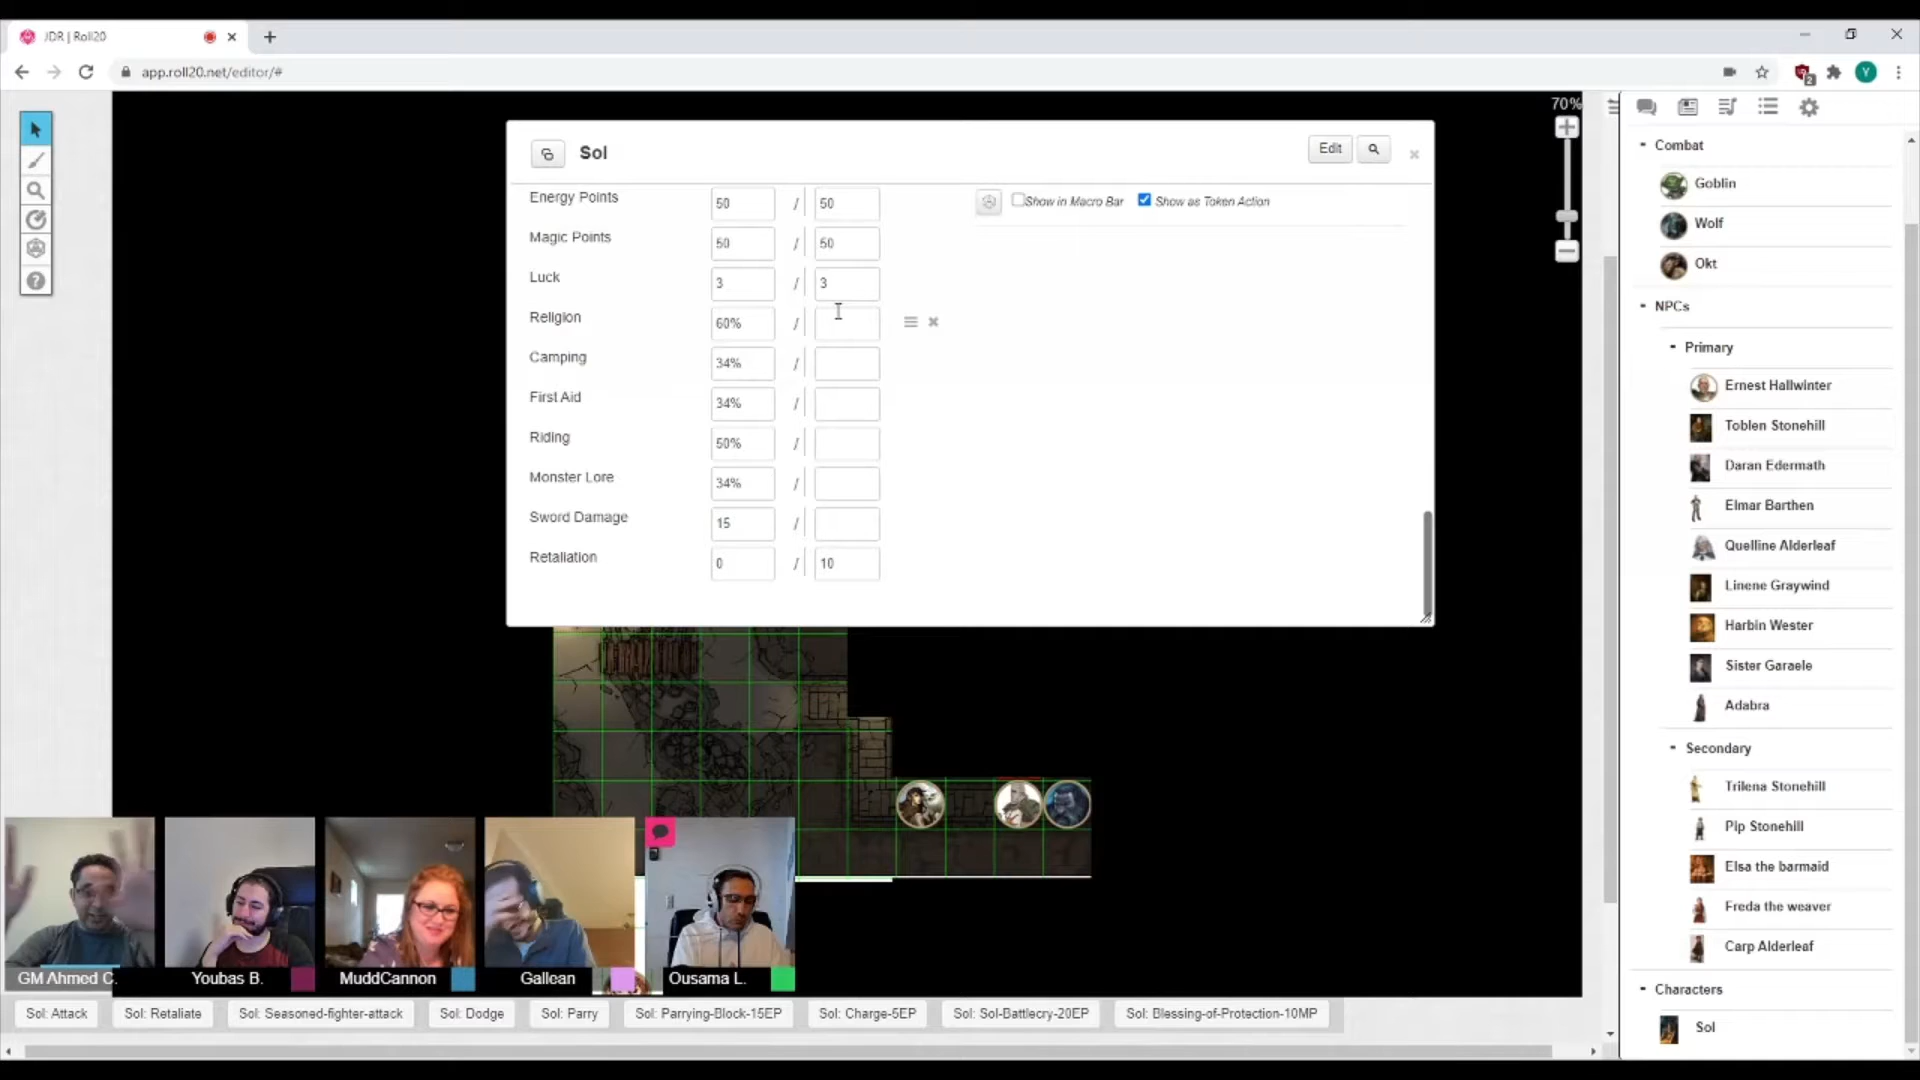 JDR | Roll20
app.roll20.net/editor/#
2
Y
70%
Sol
Edit
Energy Points 50 / 50
Show in Macro Bar Show as Token Action
Magic Points 50 / 50
Luck 3 / 3
Religion 60% /
Camping 34% /
First Aid 34% /
Riding 50% /
Monster Lore 34% /
Sword Damage 15 /
Retaliation 0 / 10
Combat
Goblin
Wolf
Okt
NPCs
Primary
Ernest Hallwinter
Toblen Stonehill
Daran Edermath
Elmar Barthen
Quelline Alderleaf
Linene Graywind
Harbin Wester
Sister Garaele
Adabra
Secondary
Trilena Stonehill
Pip Stonehill
Elsa the barmaid
Freda the weaver
Carp Alderleaf
Characters
Sol
GM Ahmed C.
Youbas B.
MuddCannon
Gallean
Ousama L.
Sol: Attack
Sol: Retaliate
Sol: Seasoned-fighter-attack
Sol: Dodge
Sol: Parry
Sol: Parrying-Block-15EP
Sol: Charge-5EP
Sol: Sol-Battlecry-20EP
Sol: Blessing-of-Protection-10MP